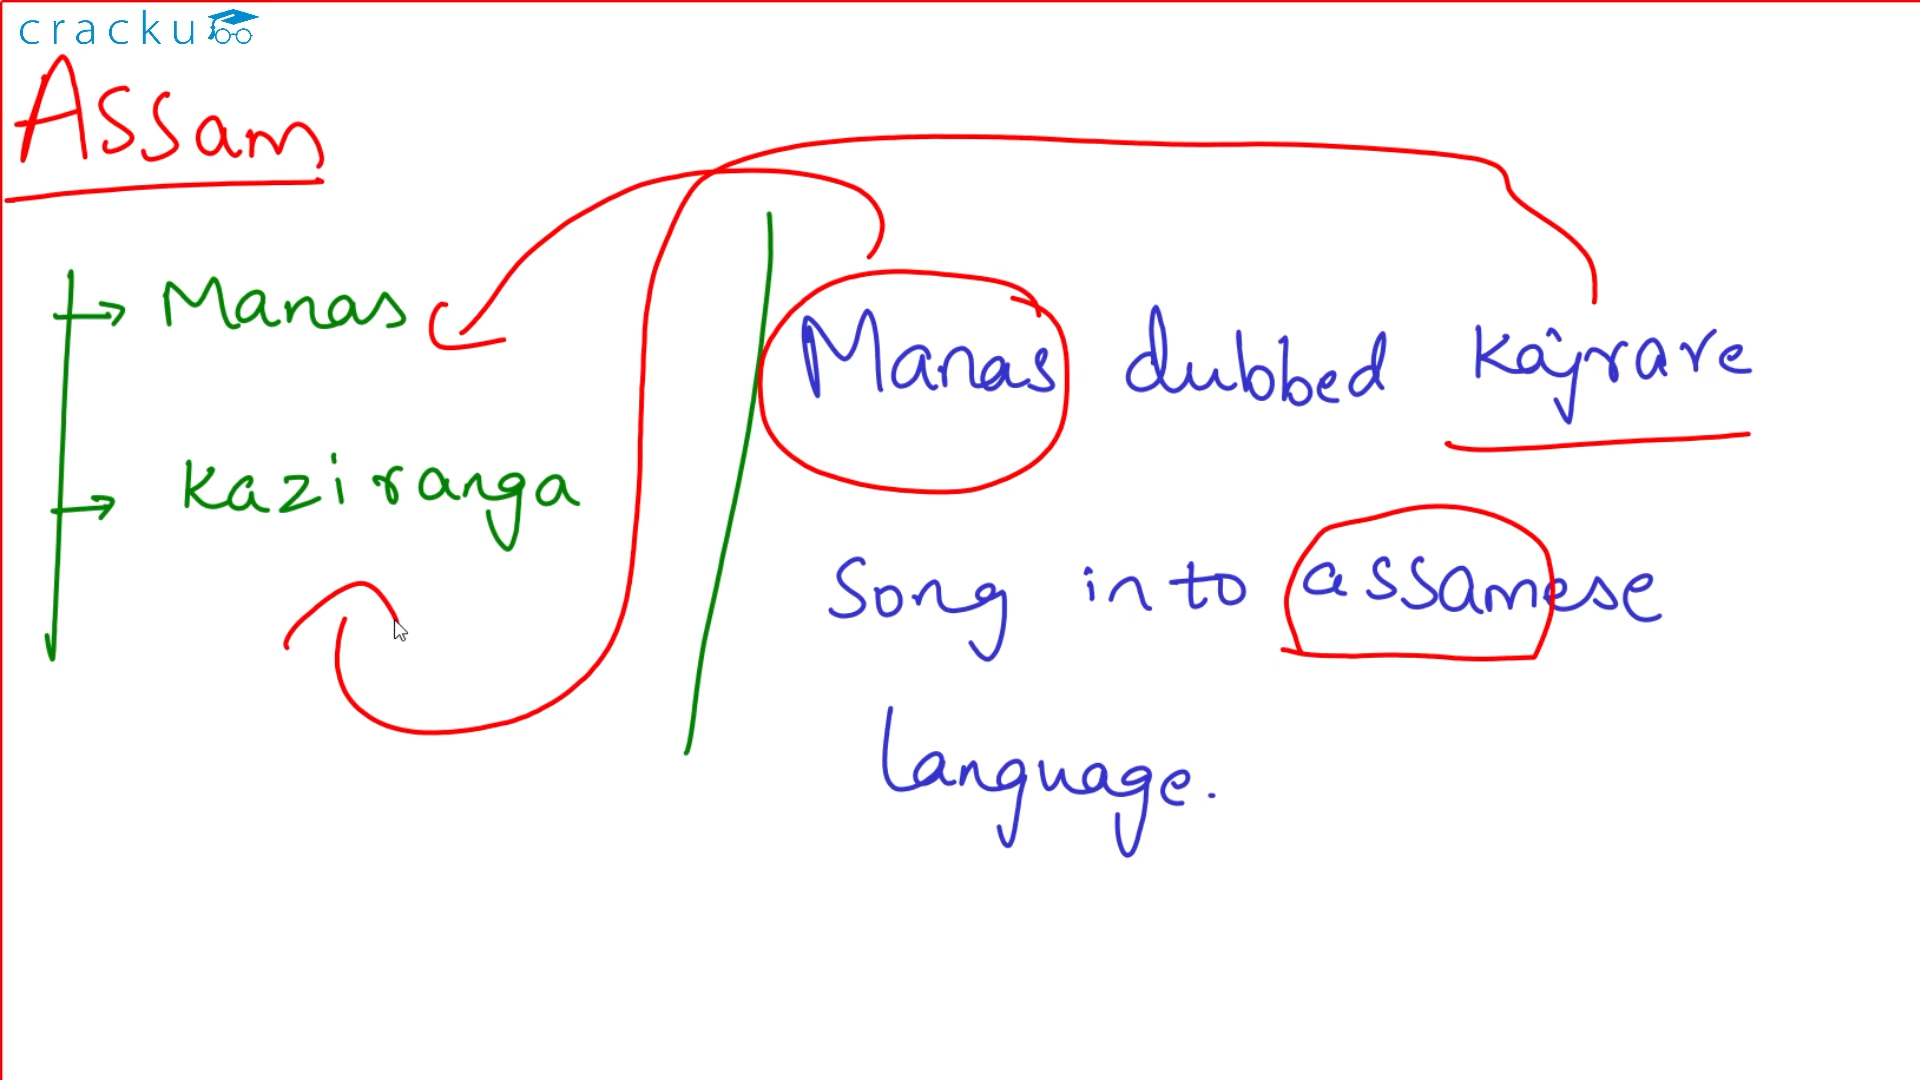 cracku
Assam
Manas
Kaziranga
Manas dubbed Kajrare
Song into assamese
language.